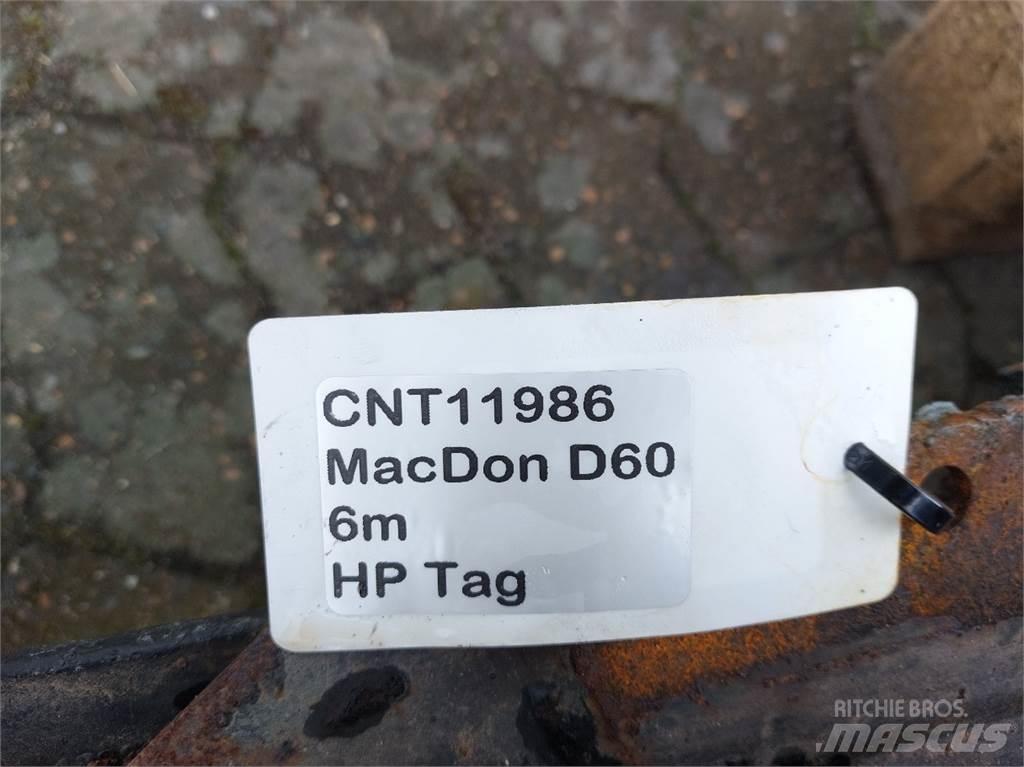 CNT11986
MacDon D60
6m
HP Tag
RITCHIE BROS.
MASCUS